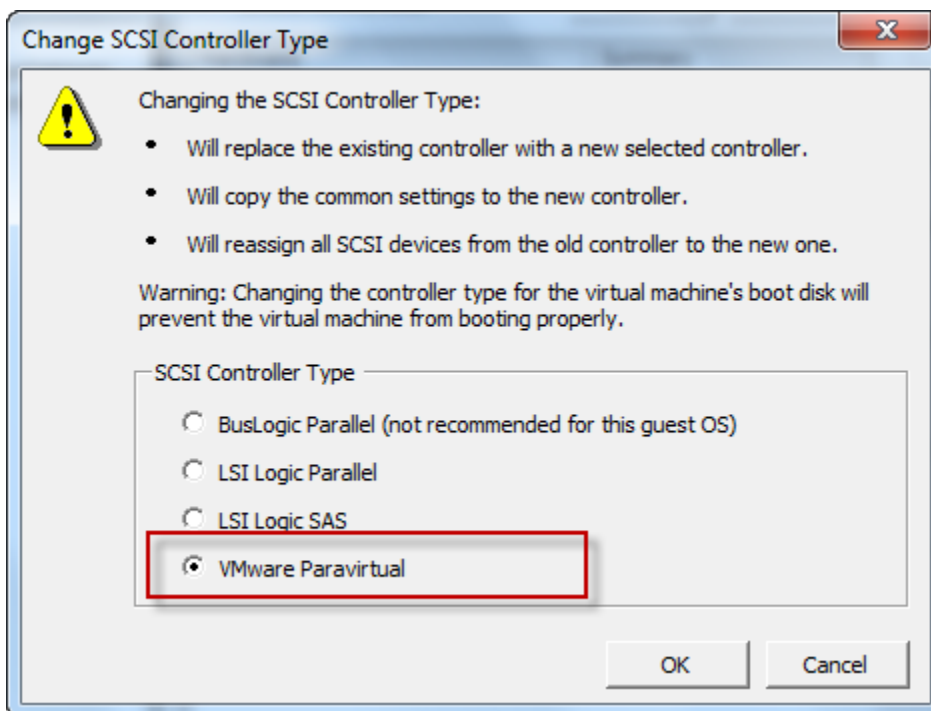 Change SCSI Controller Type
Changing the SCSI Controller Type:
• Will replace the existing controller with a new selected controller.
• Will copy the common settings to the new controller.
• Will reassign all SCSI devices from the old controller to the new one.
Warning: Changing the controller type for the virtual machine's boot disk will
prevent the virtual machine from booting properly.
SCSI Controller Type
BusLogic Parallel (not recommended for this guest OS)
LSI Logic Parallel
LSI Logic SAS
VMware Paravirtual
OK Cancel